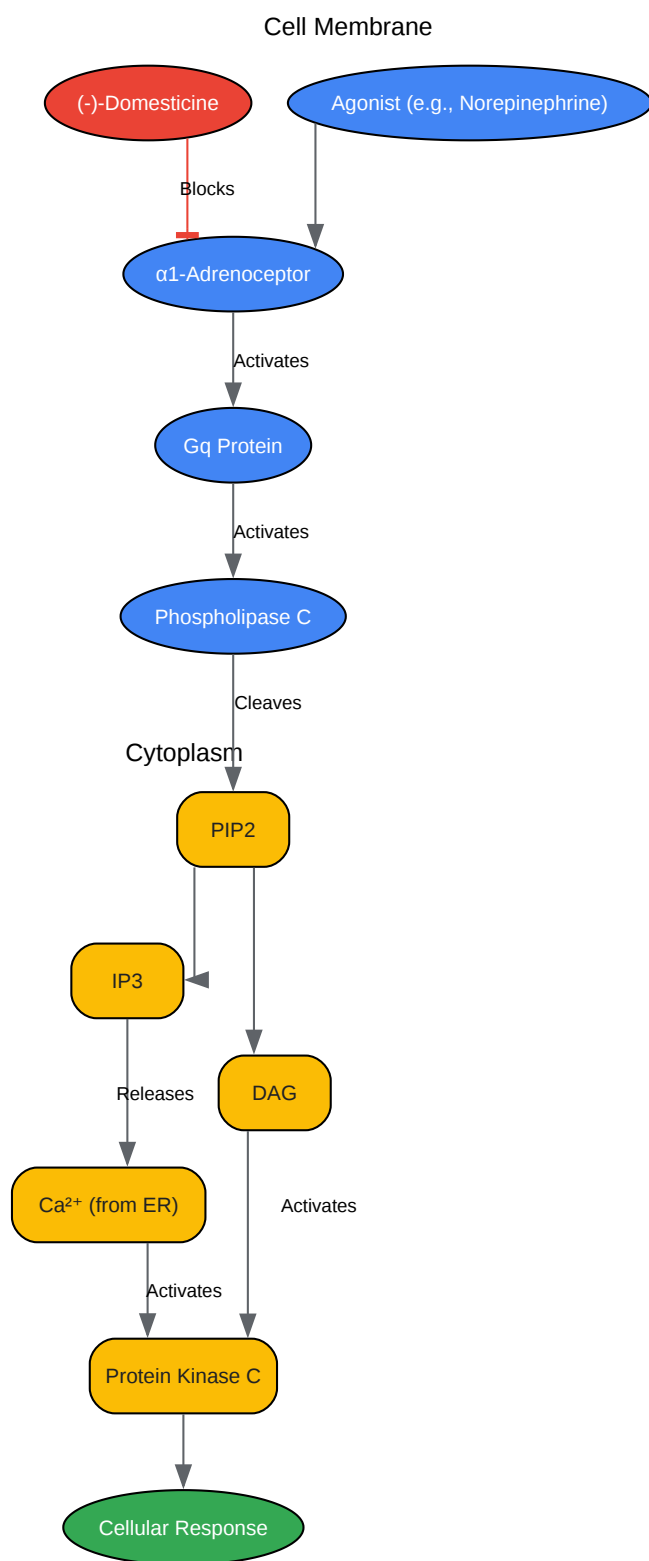 Cell Membrane
(-)-Domesticine
Agonist (e.g., Norepinephrine)
Blocks
α1-Adrenoceptor
Activates
Gq Protein
Activates
Phospholipase C
Cleaves
Cytoplasm
PIP2
IP3
Releases
DAG
Ca²⁺ (from ER)
Activates
Activates
Protein Kinase C
Cellular Response